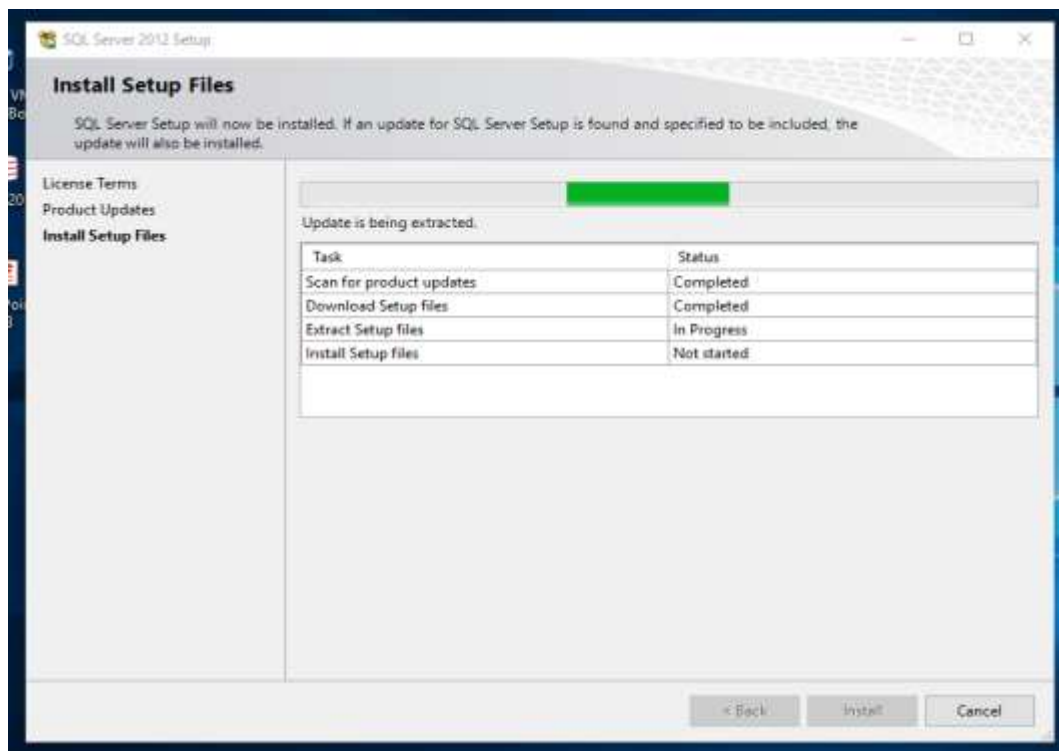 SQL Server 2012 Setup
Install Setup Files
SQL Server Setup will now be installed. If an update for SQL Server Setup is found and specified to be included, the
update will also be installed.
License Terms
Product Updates
Install Setup Files
Update is being extracted.
Task Status
Scan for product updates Completed
Download Setup files Completed
Extract Setup files In Progress
Install Setup files Not started
< Back Install Cancel